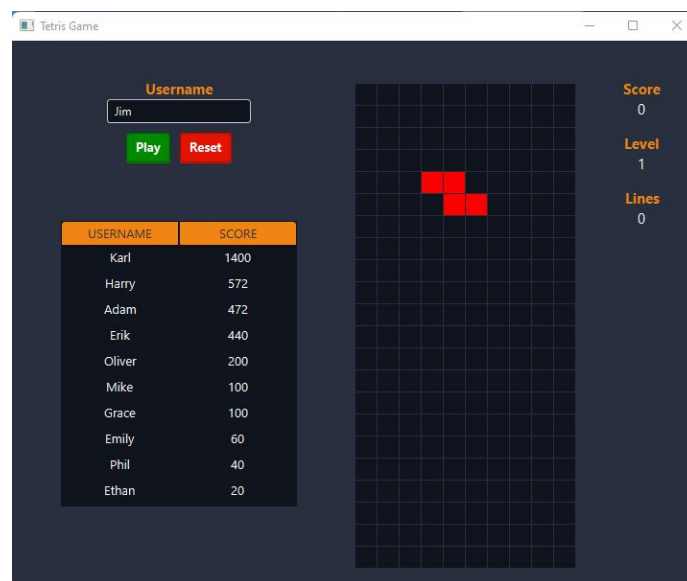 Tetris Game
Username
Jim
Play Reset
USERNAME SCORE
Karl 1400
Harry 572
Adam 472
Erik 440
Oliver 200
Mike 100
Grace 100
Emily 60
Phil 40
Ethan 20
Score
0
Level
1
Lines
0